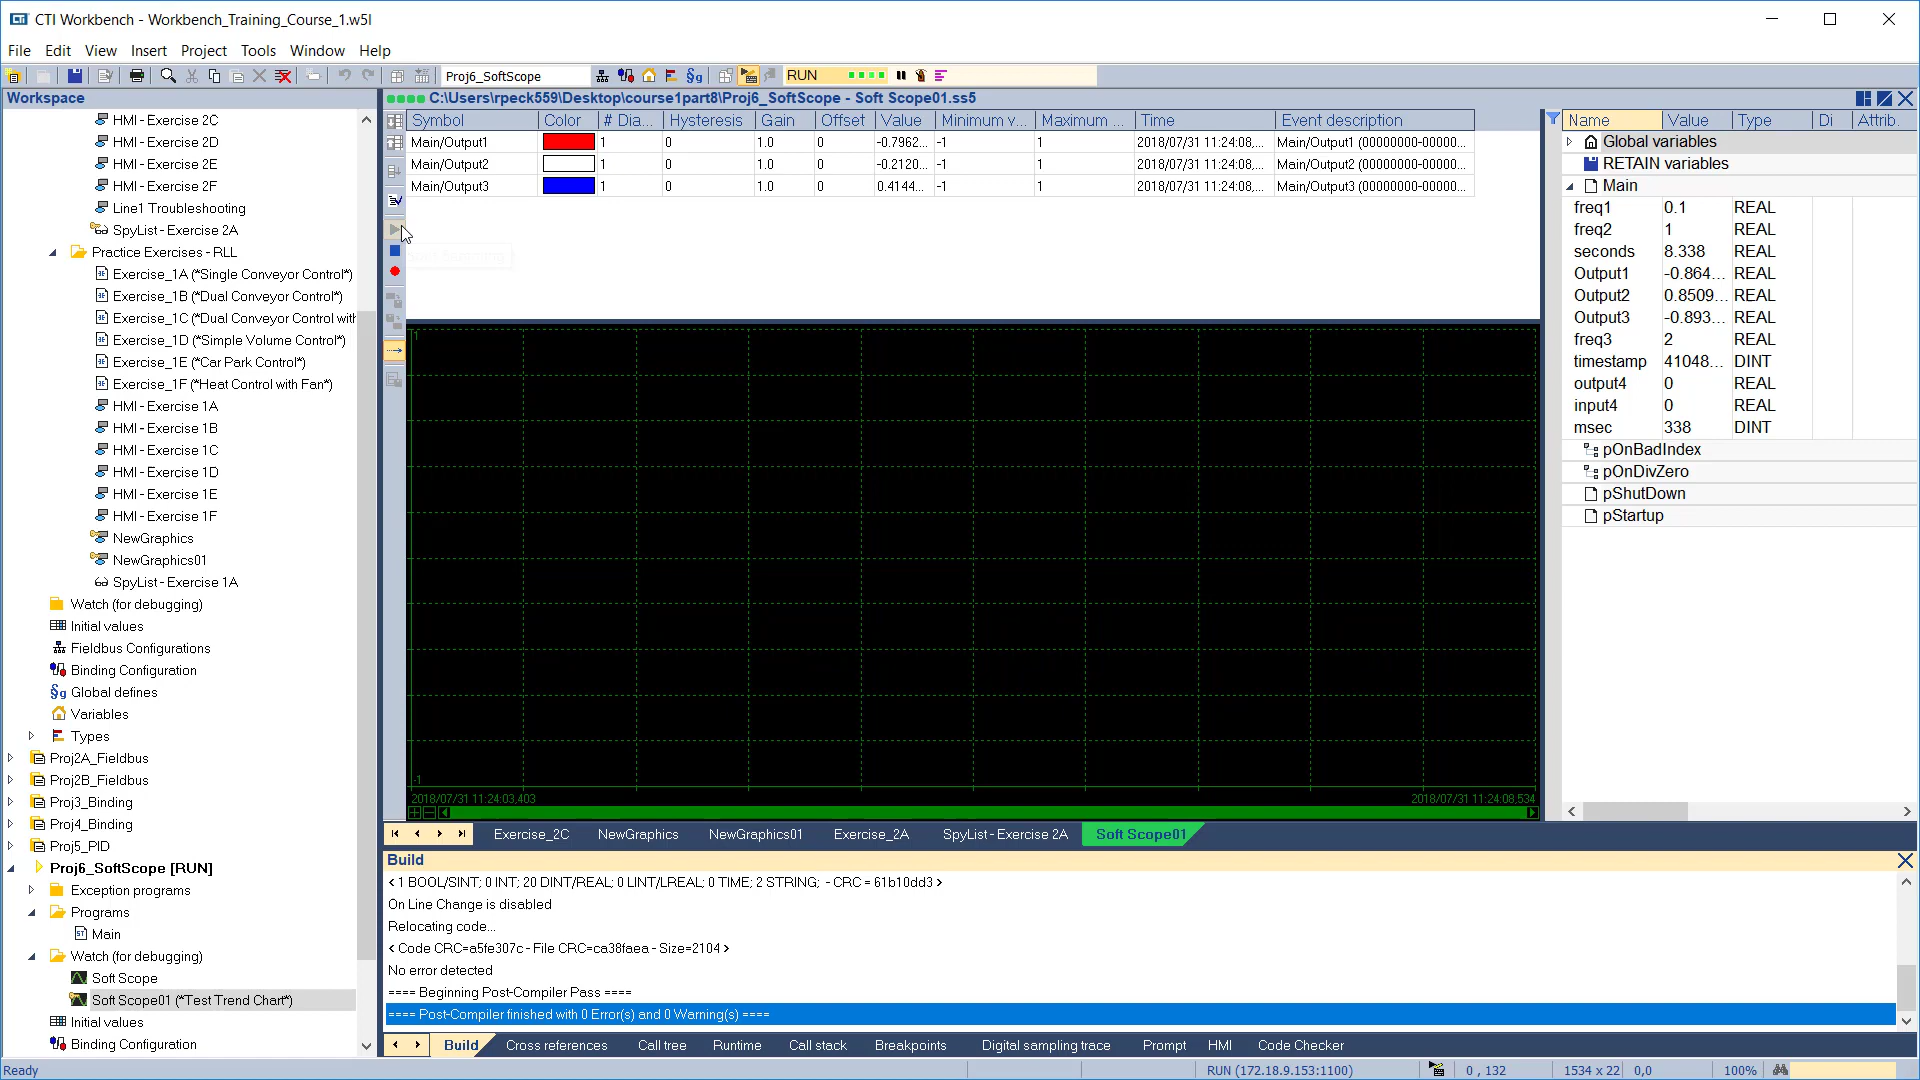 CTI Workbench - Workbench_Training_Course_1.w5l
File Edit View Insert Project Tools Window Help
Proj6_SoftScope
RUN
Workspace
HMI - Exercise 2C
HMI - Exercise 2D
HMI - Exercise 2E
HMI - Exercise 2F
Line1 Troubleshooting
SpyList - Exercise 2A
Practice Exercises - RLL
Exercise_1A (*Single Conveyor Control*)
Exercise_1B (*Dual Conveyor Control*)
Exercise_1C (*Dual Conveyor Control with
Exercise_1D (*Simple Volume Control*)
Exercise_1E (*Car Park Control*)
Exercise_1F (*Heat Control with Fan*)
HMI - Exercise 1A
HMI - Exercise 1B
HMI - Exercise 1C
HMI - Exercise 1D
HMI - Exercise 1E
HMI - Exercise 1F
NewGraphics
NewGraphics01
SpyList - Exercise 1A
Watch (for debugging)
Initial values
Fieldbus Configurations
Binding Configuration
Global defines
Variables
Types
Proj2A_Fieldbus
Proj2B_Fieldbus
Proj3_Binding
Proj4_Binding
Proj5_PID
Proj6_SoftScope [RUN]
Exception programs
Programs
Main
Watch (for debugging)
Soft Scope
Soft Scope01 (*Test Trend Chart*)
Initial values
Binding Configuration
C:\Users\rpeck559\Desktop\course1part8\Proj6_SoftScope - Soft Scope01.ss5
Symbol Color # Dia... Hysteresis Gain Offset Value Minimum v... Maximum ... Time Event description
Main/Output1 1 0 1.0 0 -0.7962... -1 1 2018/07/31 11:24:08,... Main/Output1 (00000000-00000...
Main/Output2 1 0 1.0 0 -0.2120... -1 1 2018/07/31 11:24:08,... Main/Output2 (00000000-00000...
Main/Output3 1 0 1.0 0 0.4144... -1 1 2018/07/31 11:24:08,... Main/Output3 (00000000-00000...
1
-1
2018/07/31 11:24:03,403 2018/07/31 11:24:08,534
Exercise_2C NewGraphics NewGraphics01 Exercise_2A SpyList - Exercise 2A Soft Scope01
Name Value Type Di Attrib.
Global variables
RETAIN variables
Main
freq1 0.1 REAL
freq2 1 REAL
seconds 8.338 REAL
Output1 -0.864... REAL
Output2 0.8509... REAL
Output3 -0.893... REAL
freq3 2 REAL
timestamp 41048... DINT
output4 0 REAL
input4 0 REAL
msec 338 DINT
pOnBadIndex
pOnDivZero
pShutDown
pStartup
Build
< 1 BOOL/SINT; 0 INT; 20 DINT/REAL; 0 LINT/LREAL; 0 TIME; 2 STRING; - CRC = 61b10dd3 >
On Line Change is disabled
Relocating code...
< Code CRC=a5fe307c - File CRC=ca38faea - Size=2104 >
No error detected
==== Beginning Post-Compiler Pass ====
==== Post-Compiler finished with 0 Error(s) and 0 Warning(s) ====
Build Cross references Call tree Runtime Call stack Breakpoints Digital sampling trace Prompt HMI Code Checker
Ready RUN (172.18.9.153:1100) 0 , 132 1534 x 22 0,0 100%